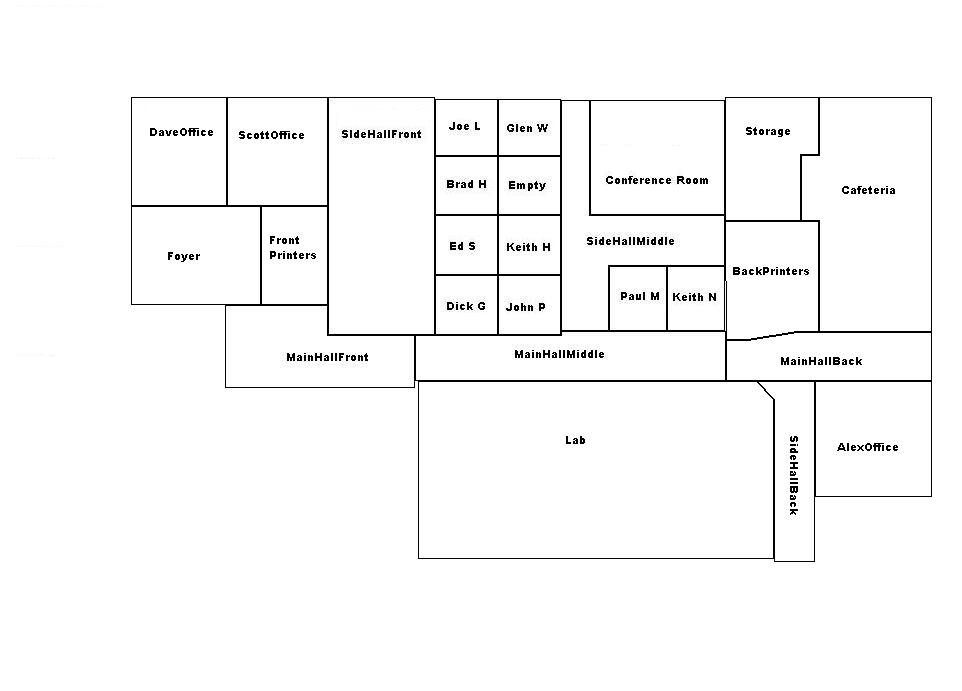 DaveOffice
ScottOffice
SideHallFront
Joe L
Glen W
Storage
Brad H
Empty
Conference Room
Cafeteria
Foyer
Front
Printers
Ed S
Keith H
SideHallMiddle
BackPrinters
Dick G
John P
Paul M
Keith N
MainHallFront
MainHallMiddle
MainHallBack
Lab
SideHallBack
AlexOffice